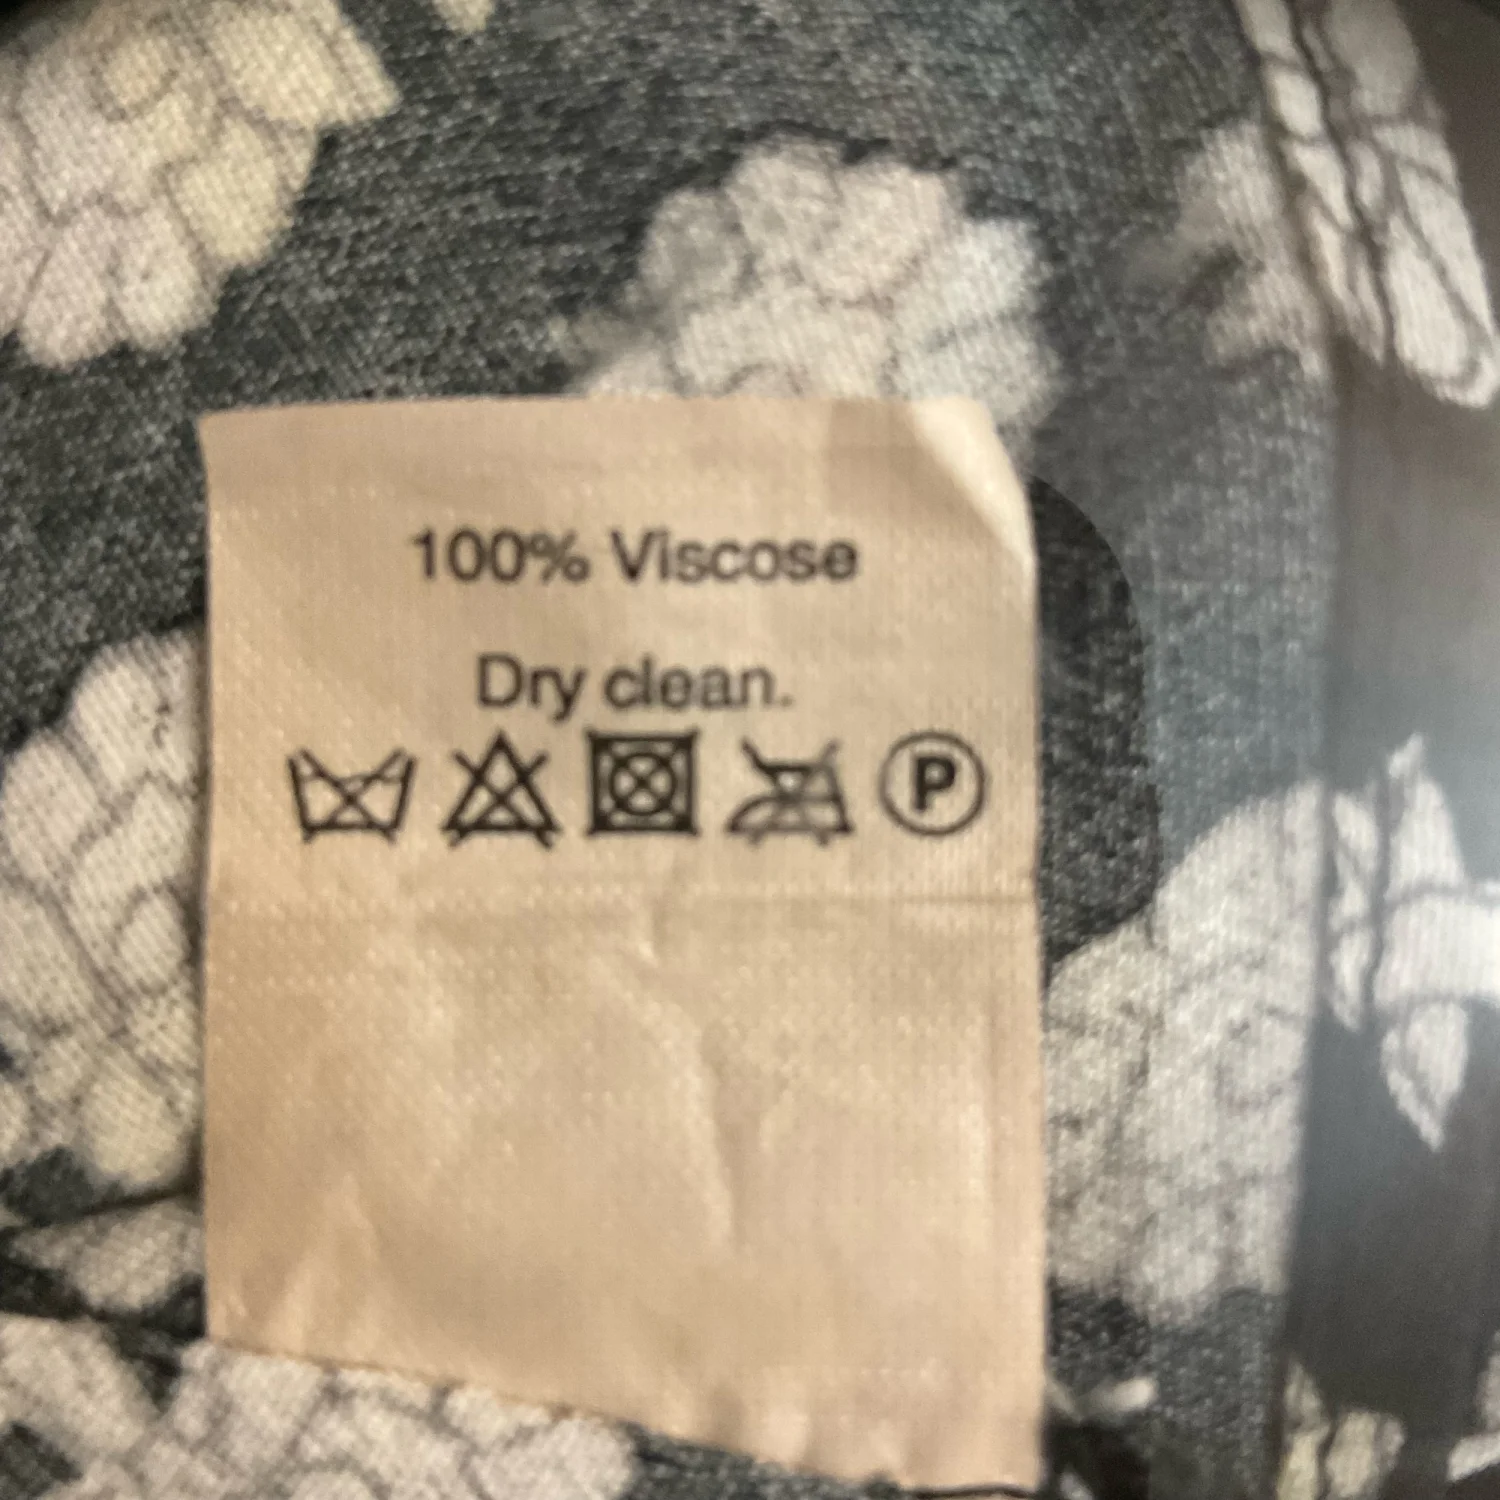 100% Viscose
Dry clean.
P